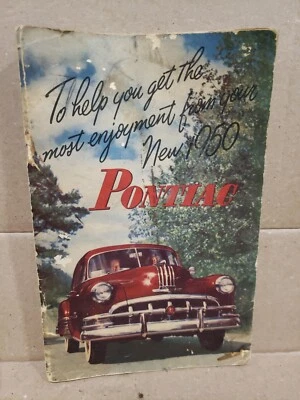 To help you get the
most enjoyment from your
New 1950
PONTIAC